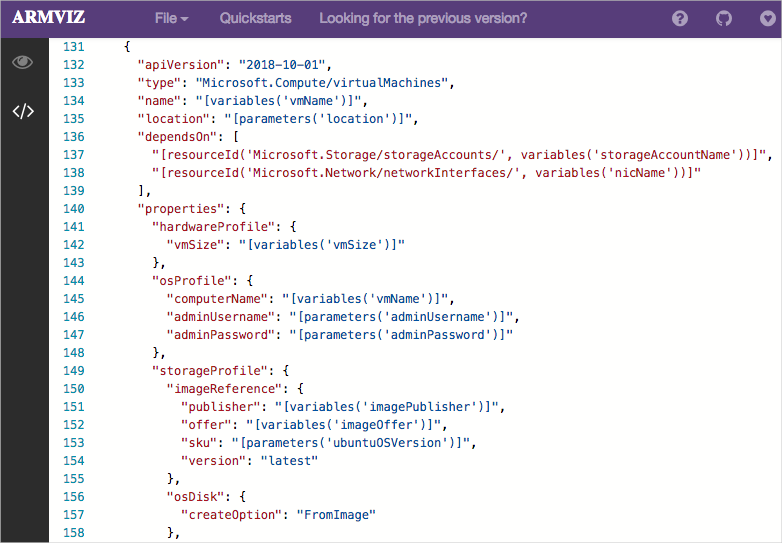 ARMVIZ File Quickstarts Looking for the previous version? ?
131 {
132 "apiVersion": "2018-10-01",
133 "type": "Microsoft.Compute/virtualMachines",
134 "name": "[variables('vmName')]",
135 "location": "[parameters('location')]",
136 "dependsOn": [
137 "[resourceId('Microsoft.Storage/storageAccounts/', variables('storageAccountName'))]",
138 "[resourceId('Microsoft.Network/networkInterfaces/', variables('nicName'))]"
139 ],
140 "properties": {
141 "hardwareProfile": {
142 "vmSize": "[variables('vmSize')]"
143 },
144 "osProfile": {
145 "computerName": "[variables('vmName')]",
146 "adminUsername": "[parameters('adminUsername')]",
147 "adminPassword": "[parameters('adminPassword')]"
148 },
149 "storageProfile": {
150 "imageReference": {
151 "publisher": "[variables('imagePublisher')]",
152 "offer": "[variables('imageOffer')]",
153 "sku": "[parameters('ubuntuOSVersion')]",
154 "version": "latest"
155 },
156 "osDisk": {
157 "createOption": "FromImage"
158 },